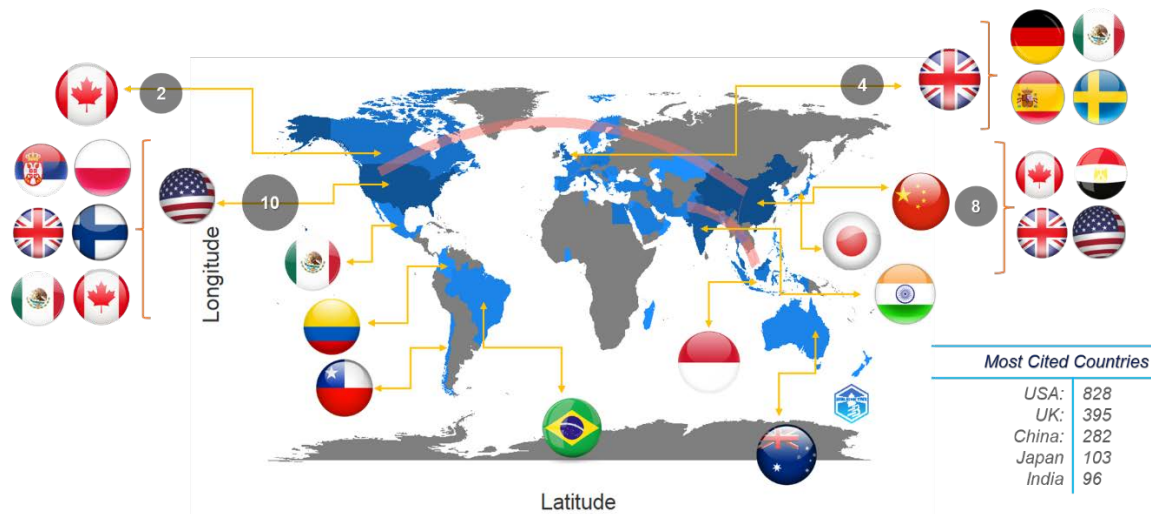 2
4
10
8
Longitude
Latitude
Most Cited Countries
USA: 828
UK: 395
China: 282
Japan 103
India 96